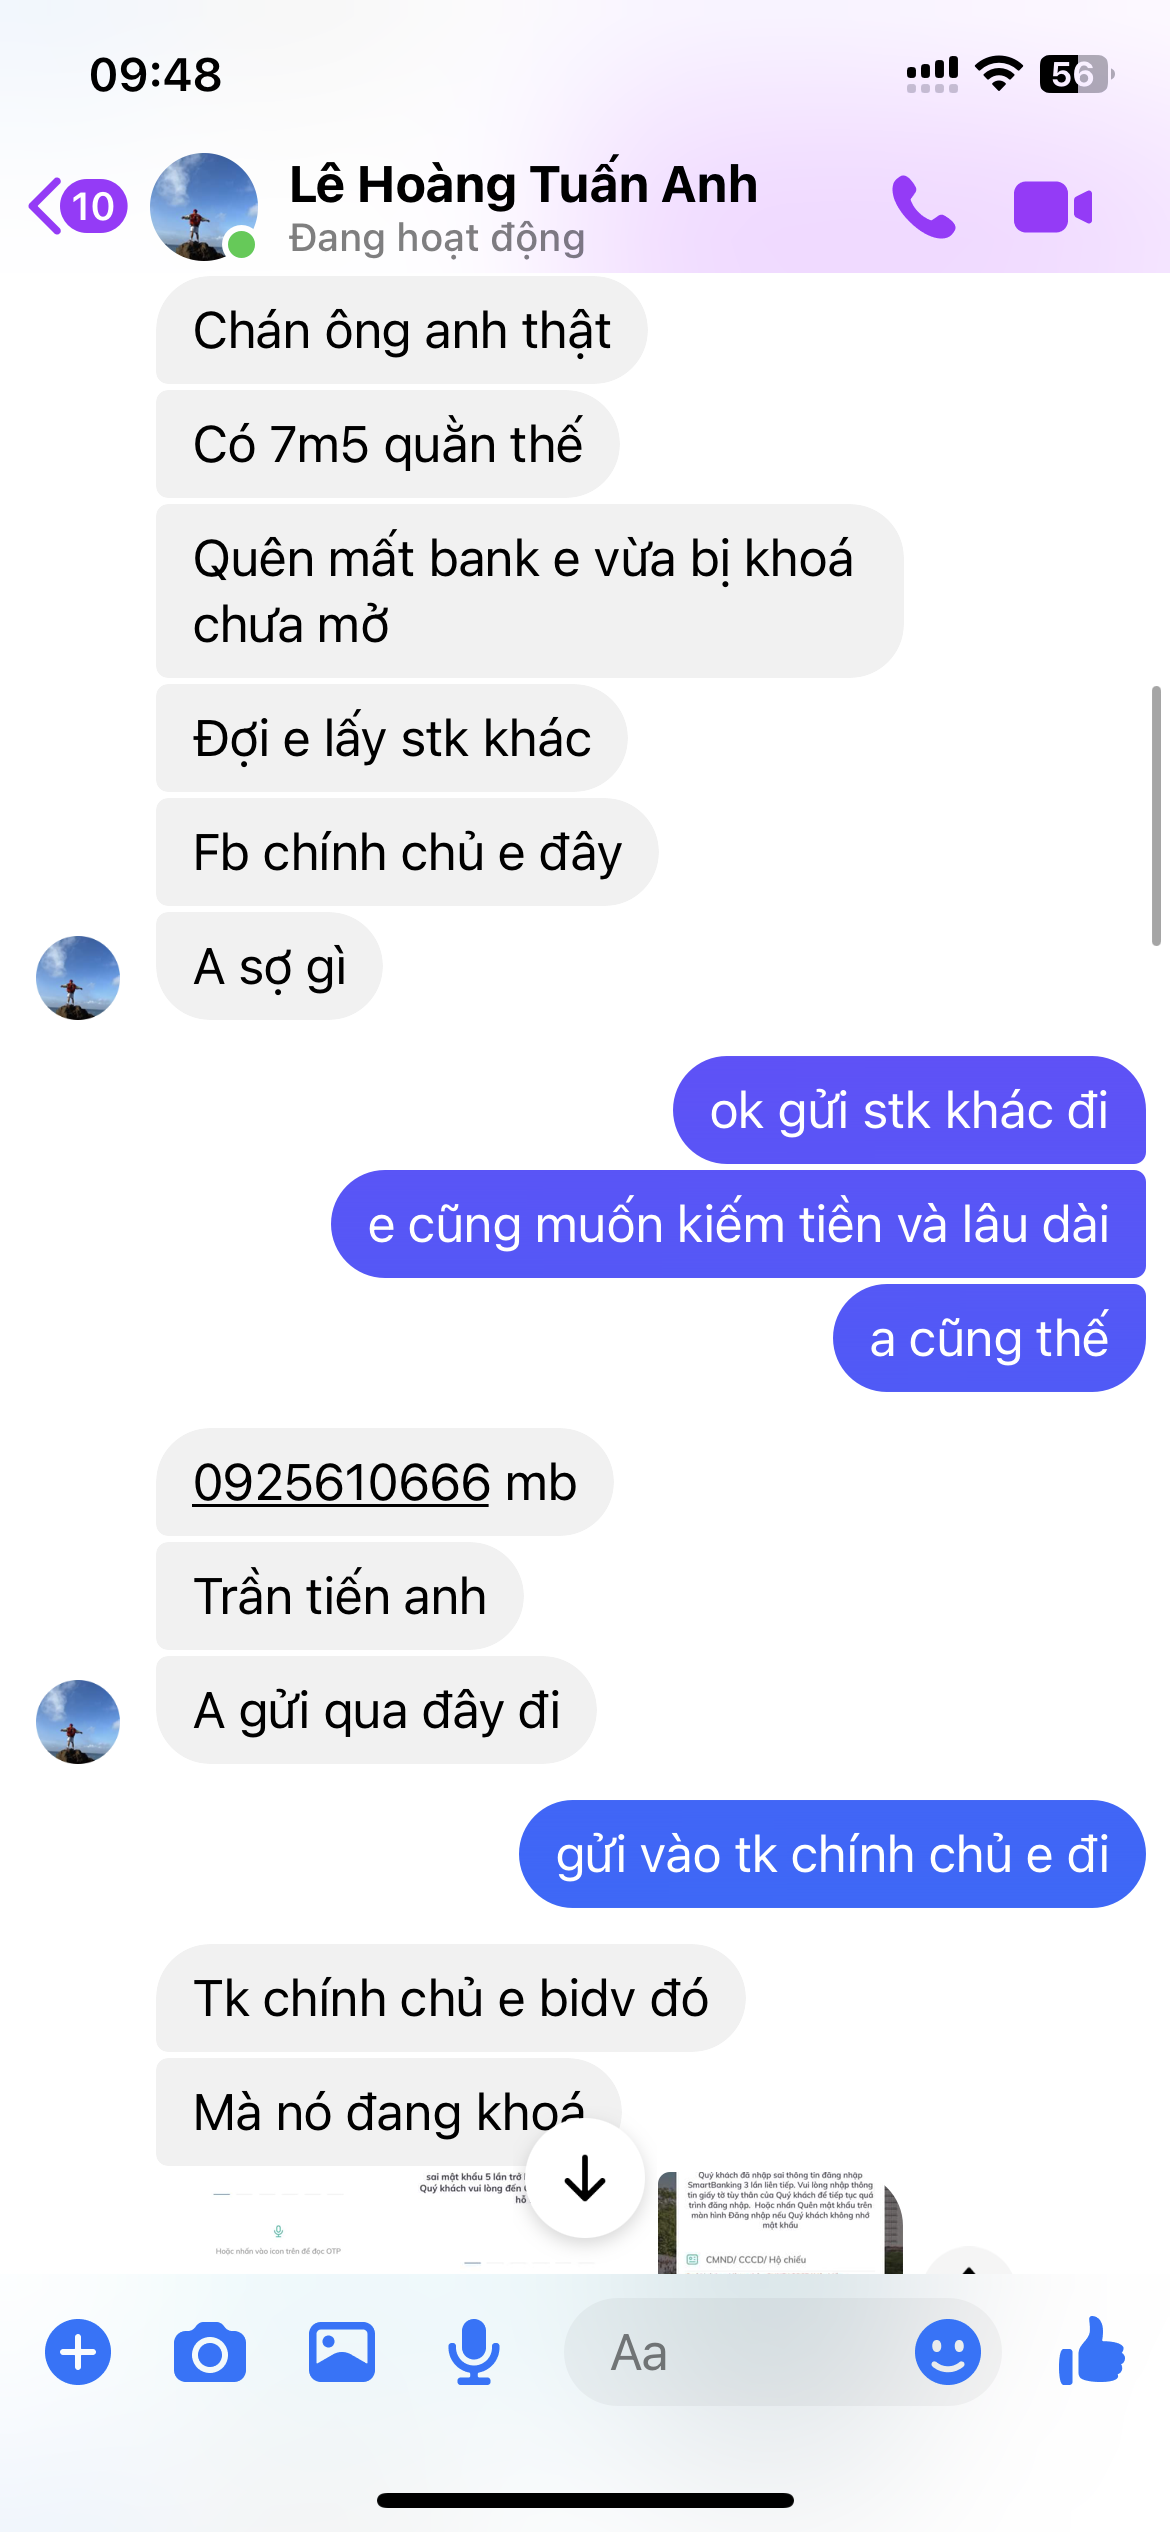 09:48
56
10
Lê Hoàng Tuấn Anh
Đang hoạt động
Chán ông anh thật
Có 7m5 quằn thế
Quên mất bank e vừa bị khoá
chưa mở
Đợi e lấy stk khác
Fb chính chủ e đây
A sợ gì
ok gửi stk khác đi
e cũng muốn kiếm tiền và lâu dài
a cũng thế
0925610666 mb
Trần tiến anh
A gửi qua đây đi
gửi vào tk chính chủ e đi
Tk chính chủ e bidv đó
Mà nó đang khoá
Hoặc nhấn vào icon trên để đọc OTP
sai mật khẩu 5 lần trở
Quý khách vui lòng đến
hỗ
Quý khách đã nhập sai thông tin đăng nhập
SmartBanking 3 lần liên tiếp. Vui lòng nhập thông
tin giấy tờ tùy thân của Quý khách để tiếp tục quá
trình đăng nhập. Hoặc nhấn Quên mật khẩu trên
màn hình Đăng nhập nếu Quý khách không nhớ
mật khẩu
CMND/ CCCD/ Hộ chiếu
Aa